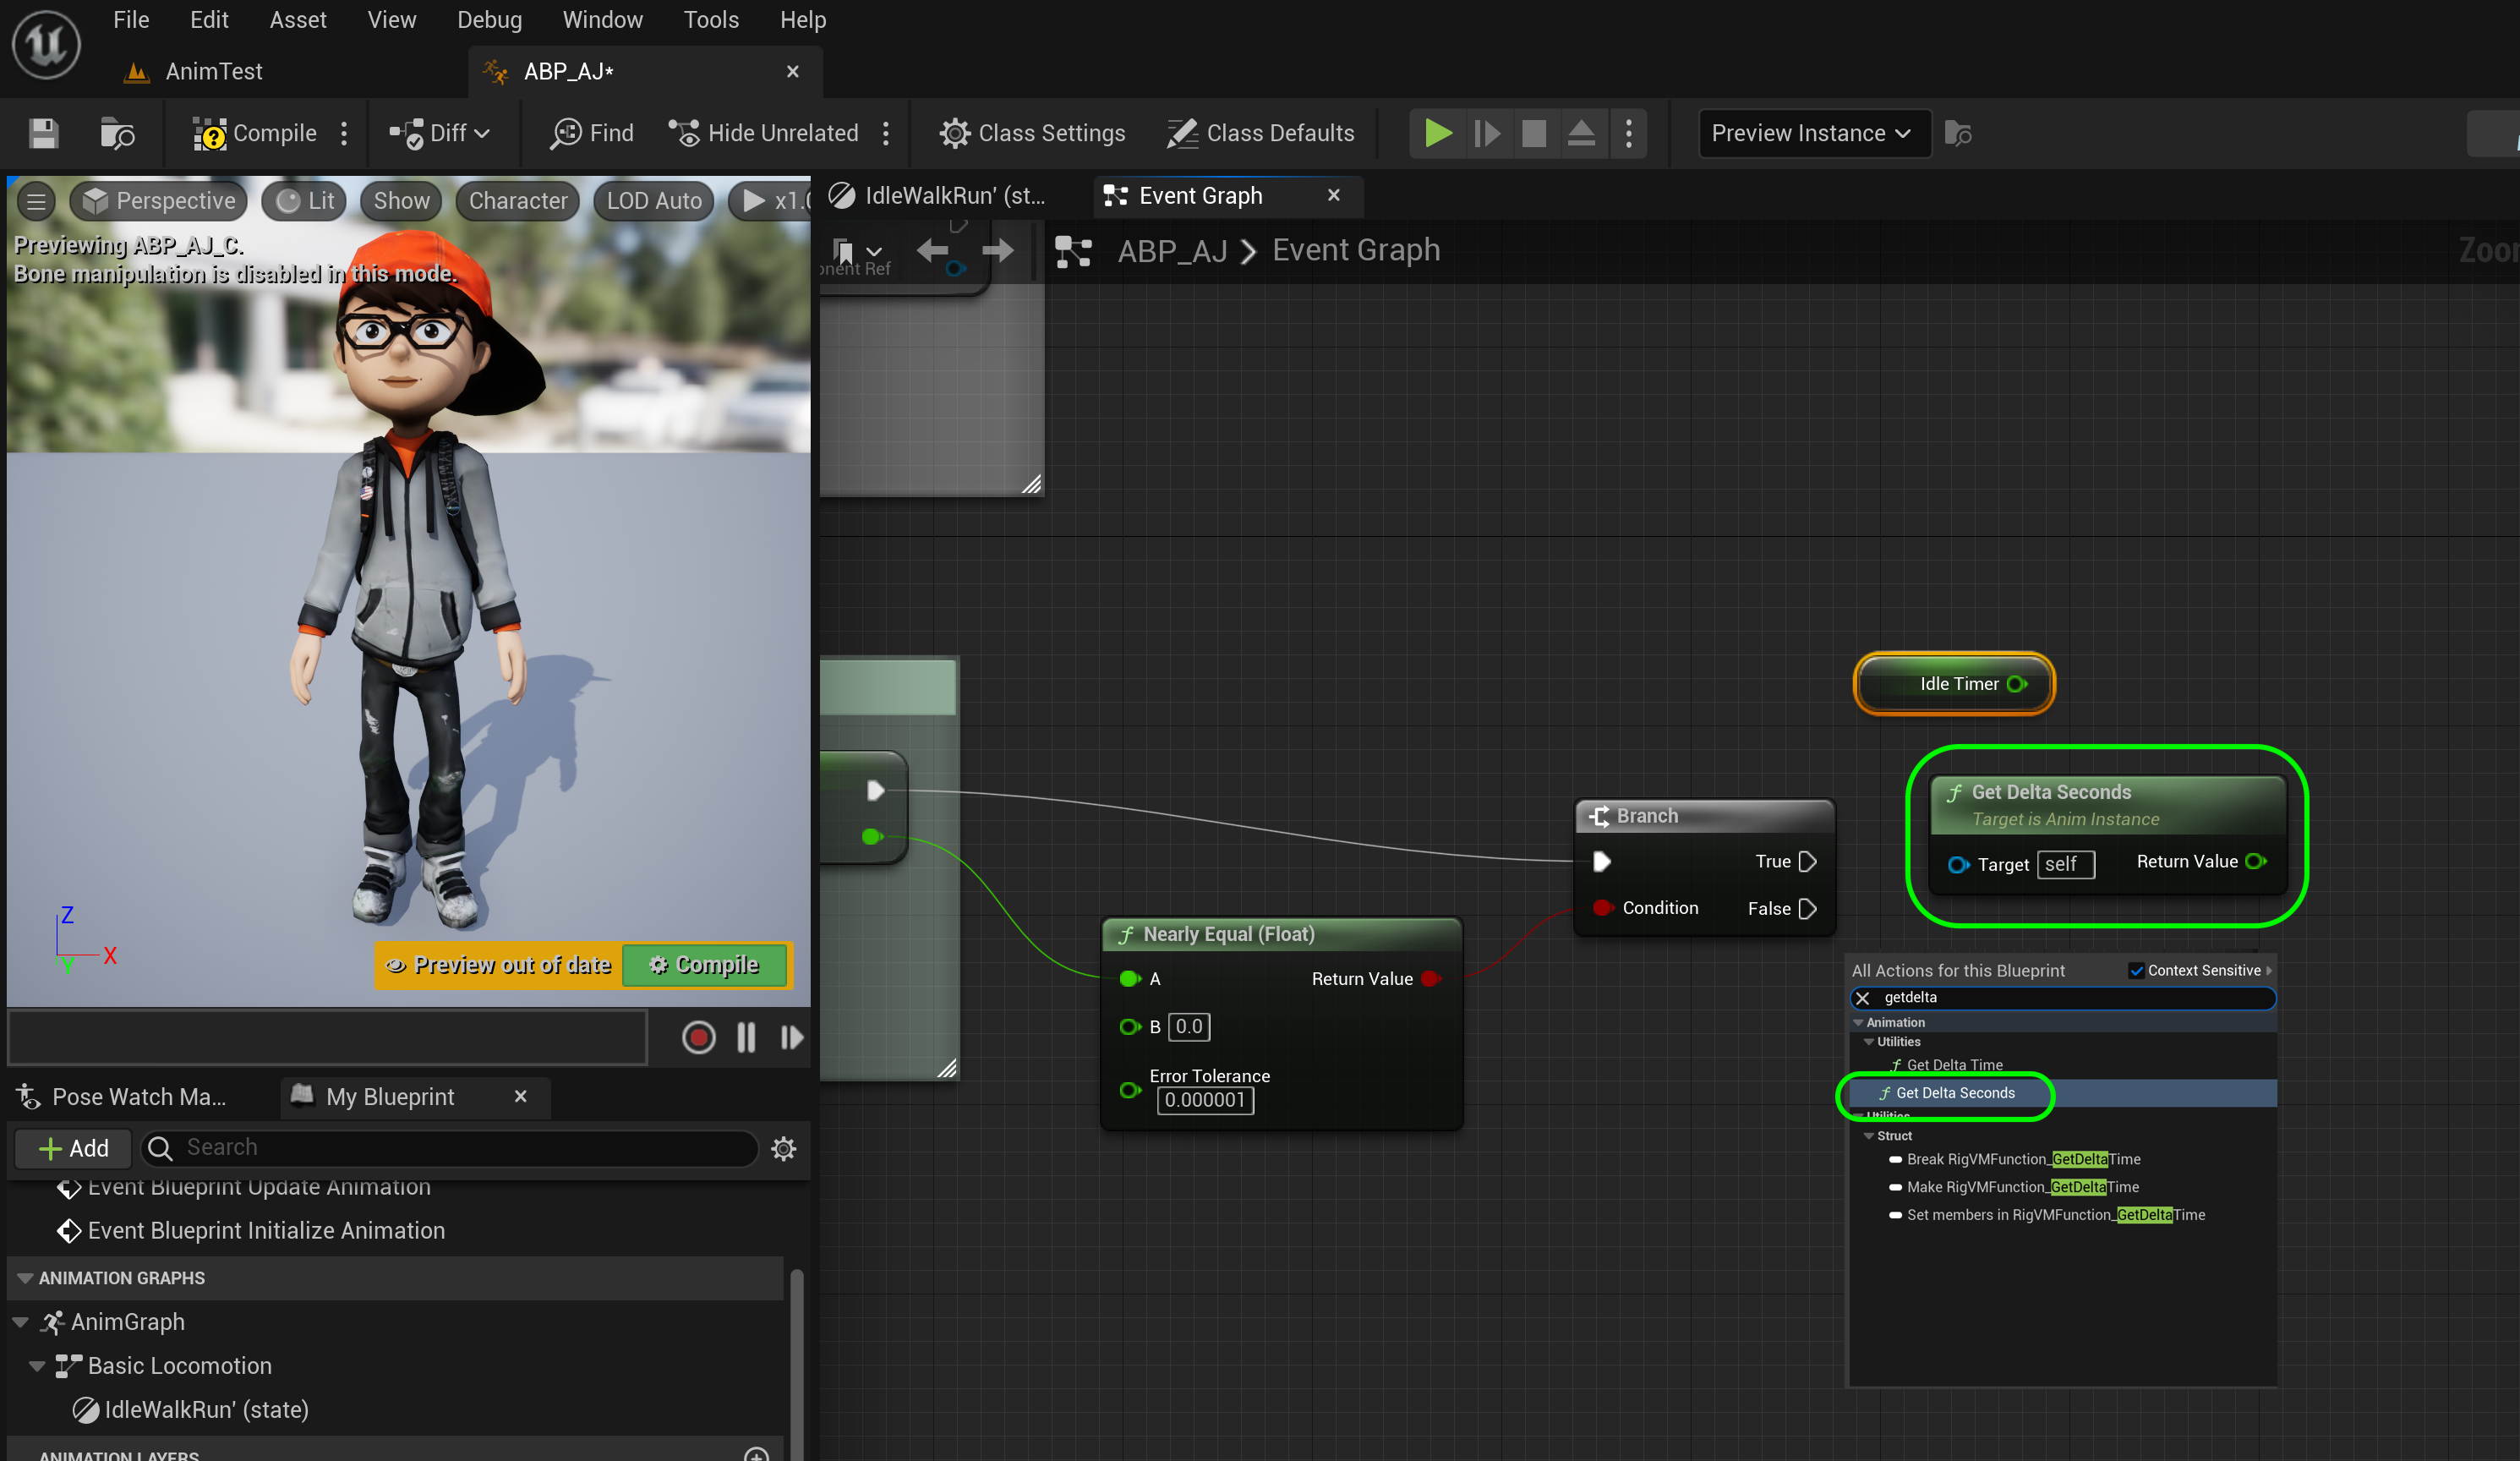 File Edit Asset View Debug Window Tools Help
AnimTest
ABP_AJ*
Compile
Diff
Find
Hide Unrelated
Class Settings
Class Defaults
Preview Instance
Perspective Lit Show Character LOD Auto x1.0
Previewing ABP_AJ_C.
Bone manipulation is disabled in this mode.
Z
X
Y
Preview out of date Compile
Pose Watch Ma...
My Blueprint
Add
Search
Event Blueprint Update Animation
Event Blueprint Initialize Animation
ANIMATION GRAPHS
AnimGraph
Basic Locomotion
IdleWalkRun' (state)
ANIMATION LAYERS
IdleWalkRun' (st...
Event Graph
ABP_AJ > Event Graph
Zoo
onent Ref
Idle Timer
Get Delta Seconds
Target is Anim Instance
Target self Return Value
Branch
True
Condition False
Nearly Equal (Float)
A Return Value
B 0.0
Error Tolerance
0.000001
All Actions for this Blueprint Context Sensitive
getdelta
Animation
Utilities
Get Delta Time
Get Delta Seconds
Utilities
Struct
Break RigVMFunction_GetDeltaTime
Make RigVMFunction_GetDeltaTime
Set members in RigVMFunction_GetDeltaTime